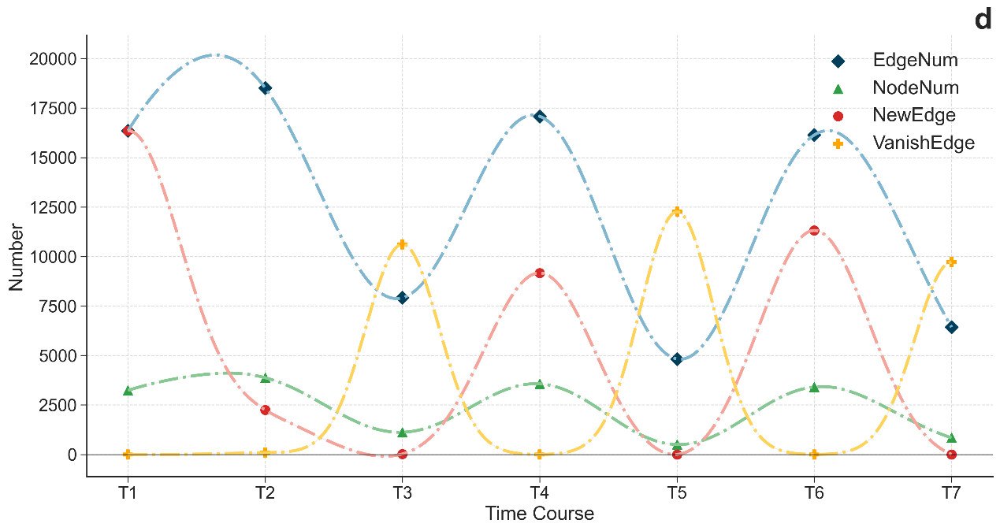 d
20000
17500
15000
12500
10000
7500
5000
2500
0
Number
EdgeNum
NodeNum
NewEdge
VanishEdge
T1 T2 T3 T4 T5 T6 T7
Time Course